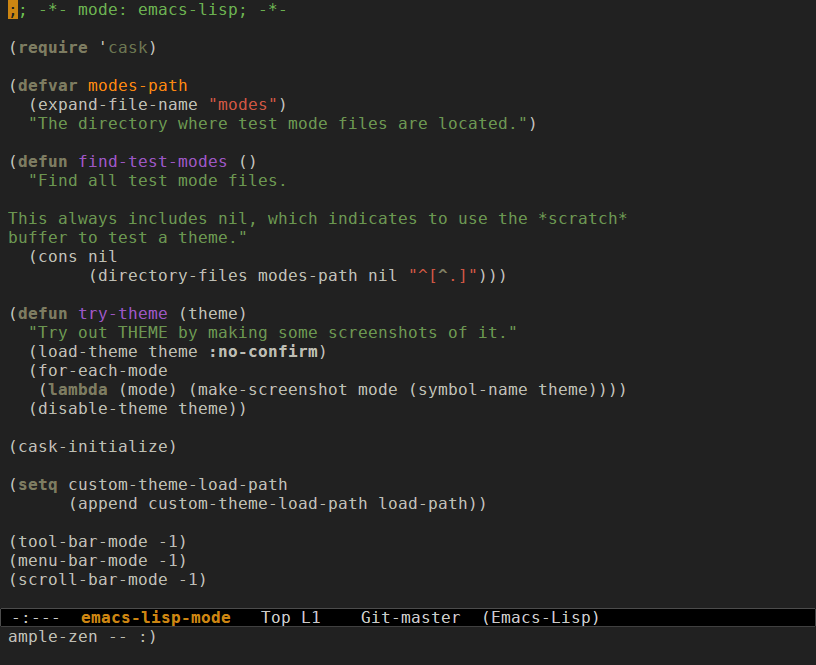 ;; -*- mode: emacs-lisp; -*-

(require 'cask)

(defvar modes-path
  (expand-file-name "modes")
  "The directory where test mode files are located.")

(defun find-test-modes ()
  "Find all test mode files.

This always includes nil, which indicates to use the *scratch*
buffer to test a theme."
  (cons nil
        (directory-files modes-path nil "^[^.]")))

(defun try-theme (theme)
  "Try out THEME by making some screenshots of it."
  (load-theme theme :no-confirm)
  (for-each-mode
   (lambda (mode) (make-screenshot mode (symbol-name theme))))
  (disable-theme theme))

(cask-initialize)

(setq custom-theme-load-path
      (append custom-theme-load-path load-path))

(tool-bar-mode -1)
(menu-bar-mode -1)
(scroll-bar-mode -1)

-:---  emacs-lisp-mode   Top L1    Git-master  (Emacs-Lisp)
ample-zen -- :)